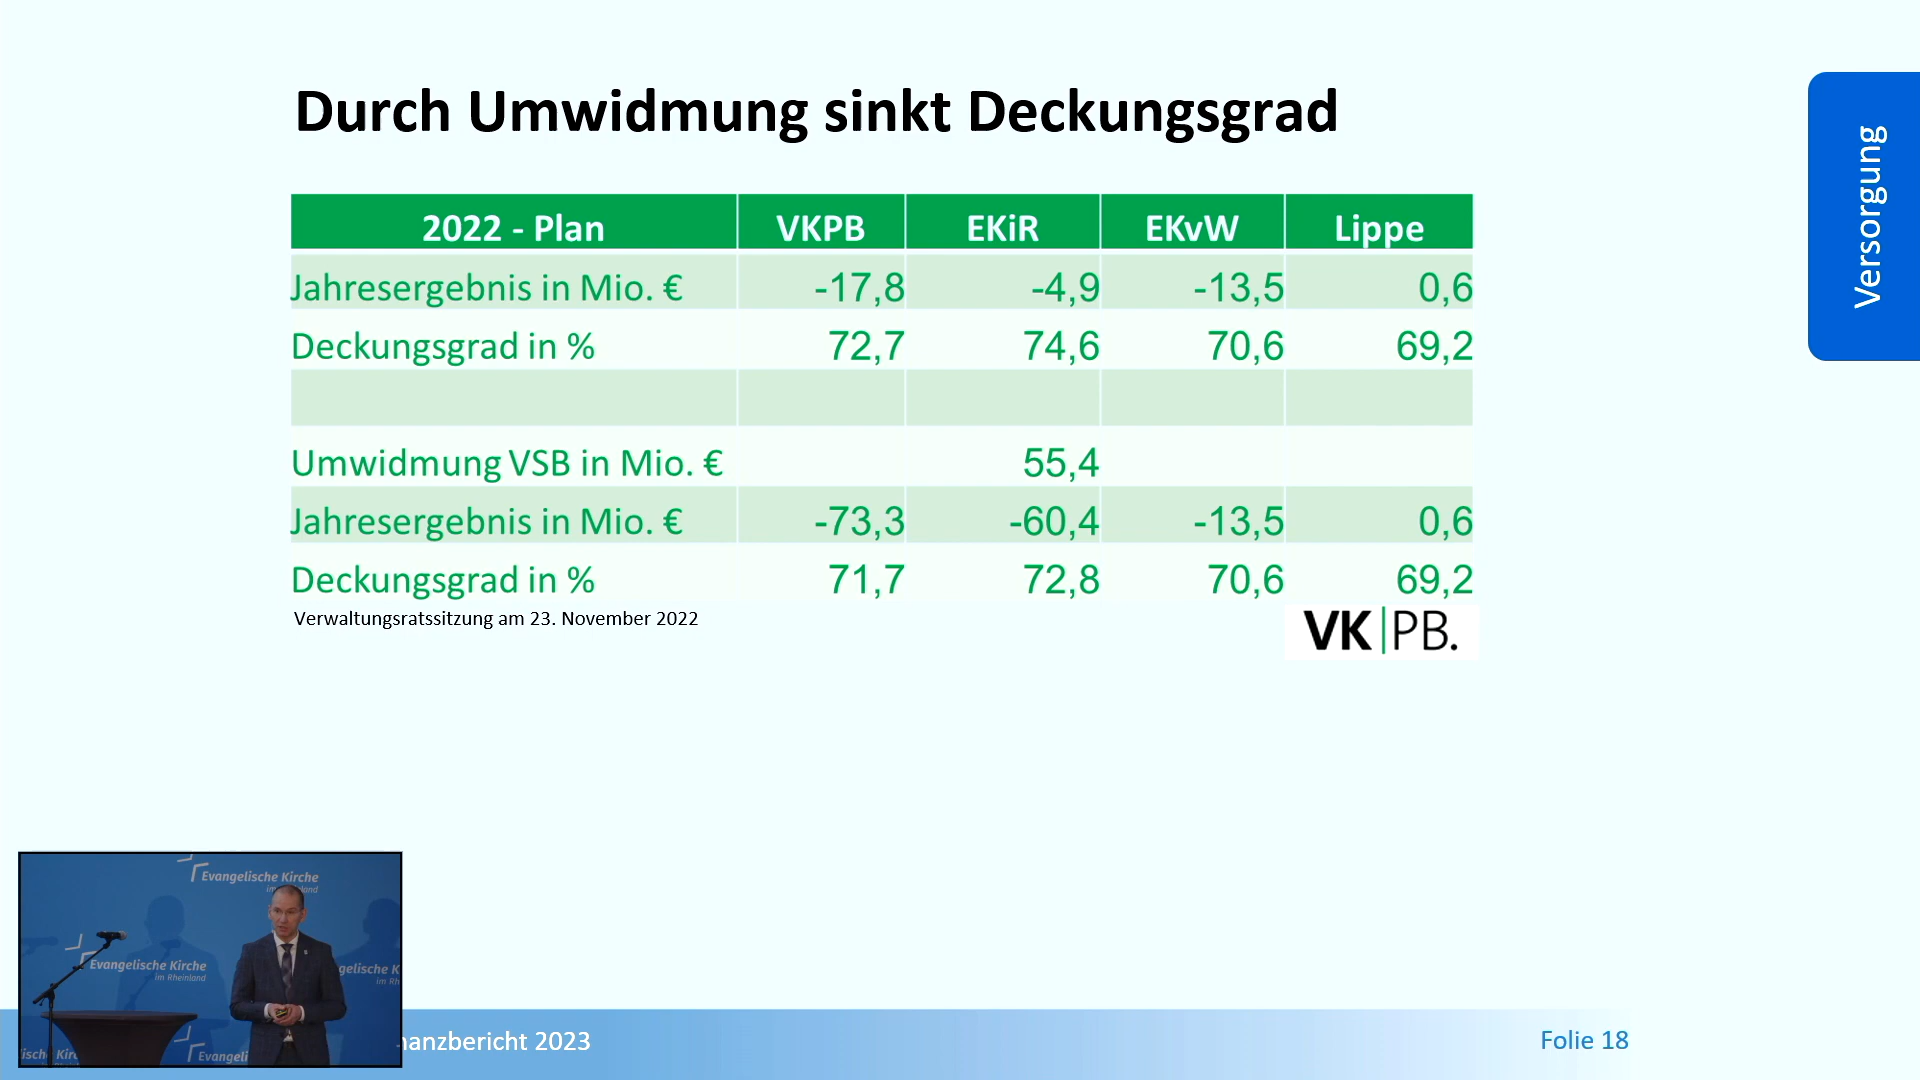 Durch Umwidmung sinkt Deckungsgrad
Versorgung
2022 - Plan VKPB EKiR EKvW Lippe
Jahresergebnis in Mio. € -17,8 -4,9 -13,5 0,6
Deckungsgrad in % 72,7 74,6 70,6 69,2
Umwidmung VSB in Mio. € 55,4
Jahresergebnis in Mio. € -73,3 -60,4 -13,5 0,6
Deckungsgrad in % 71,7 72,8 70,6 69,2
Verwaltungsratssitzung am 23. November 2022
VK|PB.
Evangelische Kirche
Evangelische Kirche
im Rheinland
gelische K
im Rh
Evangeli
nanzbericht 2023
Folie 18